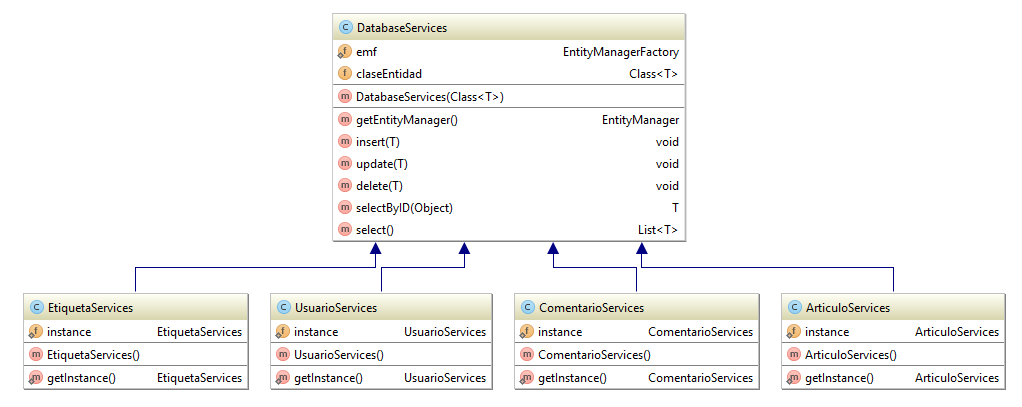 C DatabaseServices
f emf EntityManagerFactory
f claseEntidad Class<T>
m DatabaseServices(Class<T>)
m getEntityManager() EntityManager
m insert(T) void
m update(T) void
m delete(T) void
m selectByID(Object) T
m select() List<T>
C EtiquetaServices
f instance EtiquetaServices
m EtiquetaServices()
m getInstance() EtiquetaServices
C UsuarioServices
f instance UsuarioServices
m UsuarioServices()
m getInstance() UsuarioServices
C ComentarioServices
f instance ComentarioServices
m ComentarioServices()
m getInstance() ComentarioServices
C ArticuloServices
f instance ArticuloServices
m ArticuloServices()
m getInstance() ArticuloServices